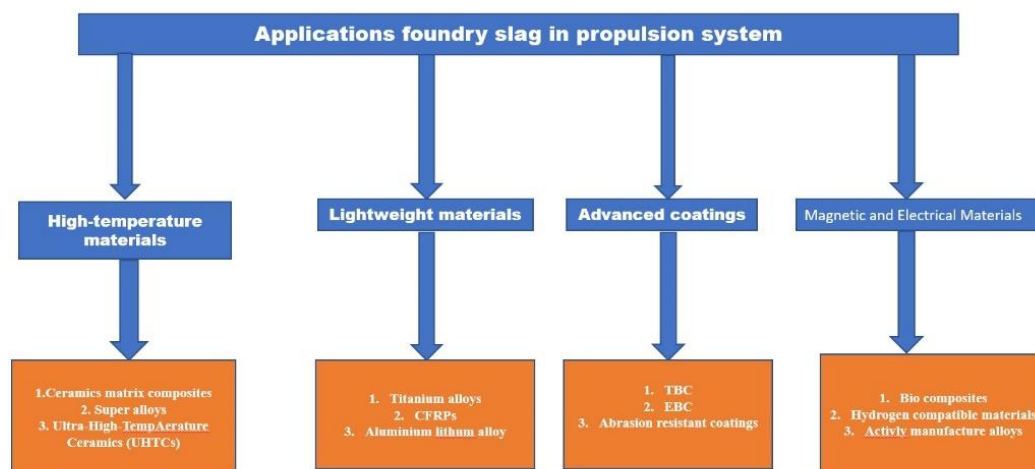 Applications foundry slag in propulsion system
High-temperature
materials
Lightweight materials
Advanced coatings
Magnetic and Electrical Materials
1.Ceramics matrix composites
2. Super alloys
3. Ultra-High-TempAerature
Ceramics (UHTCs)
1. Titanium alloys
2. CFRPs
3. Aluminium lithum alloy
1. TBC
2. EBC
3. Abrasion resistant coatings
1. Bio composites
2. Hydrogen compatible materials
3. Activly manufacture alloys